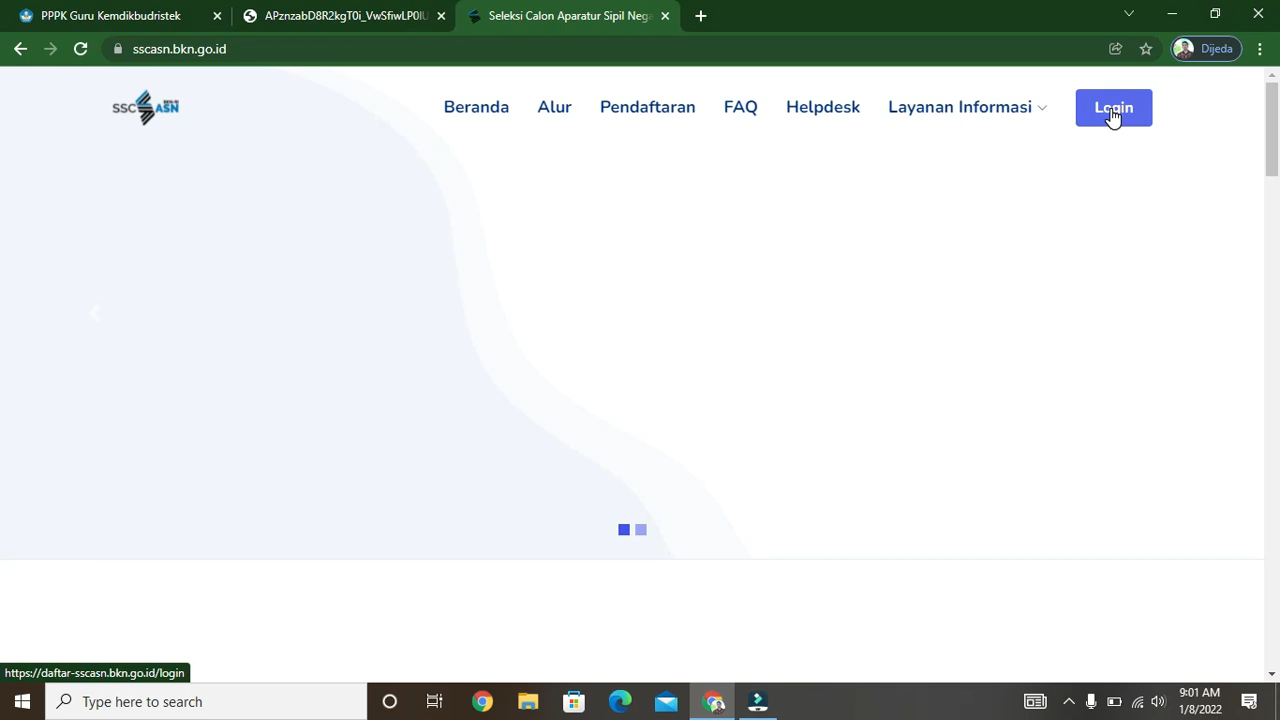 PPPK Guru Kemdikbudristek
APznzabD8R2kgT0i_VwSfiwLP0IU
Seleksi Calon Aparatur Sipil Nega
sscasn.bkn.go.id
Dijeda
SSC ASN
Beranda
Alur
Pendaftaran
FAQ
Helpdesk
Layanan Informasi
Login
https://daftar-sscasn.bkn.go.id/login
Type here to search
9:01 AM
1/8/2022